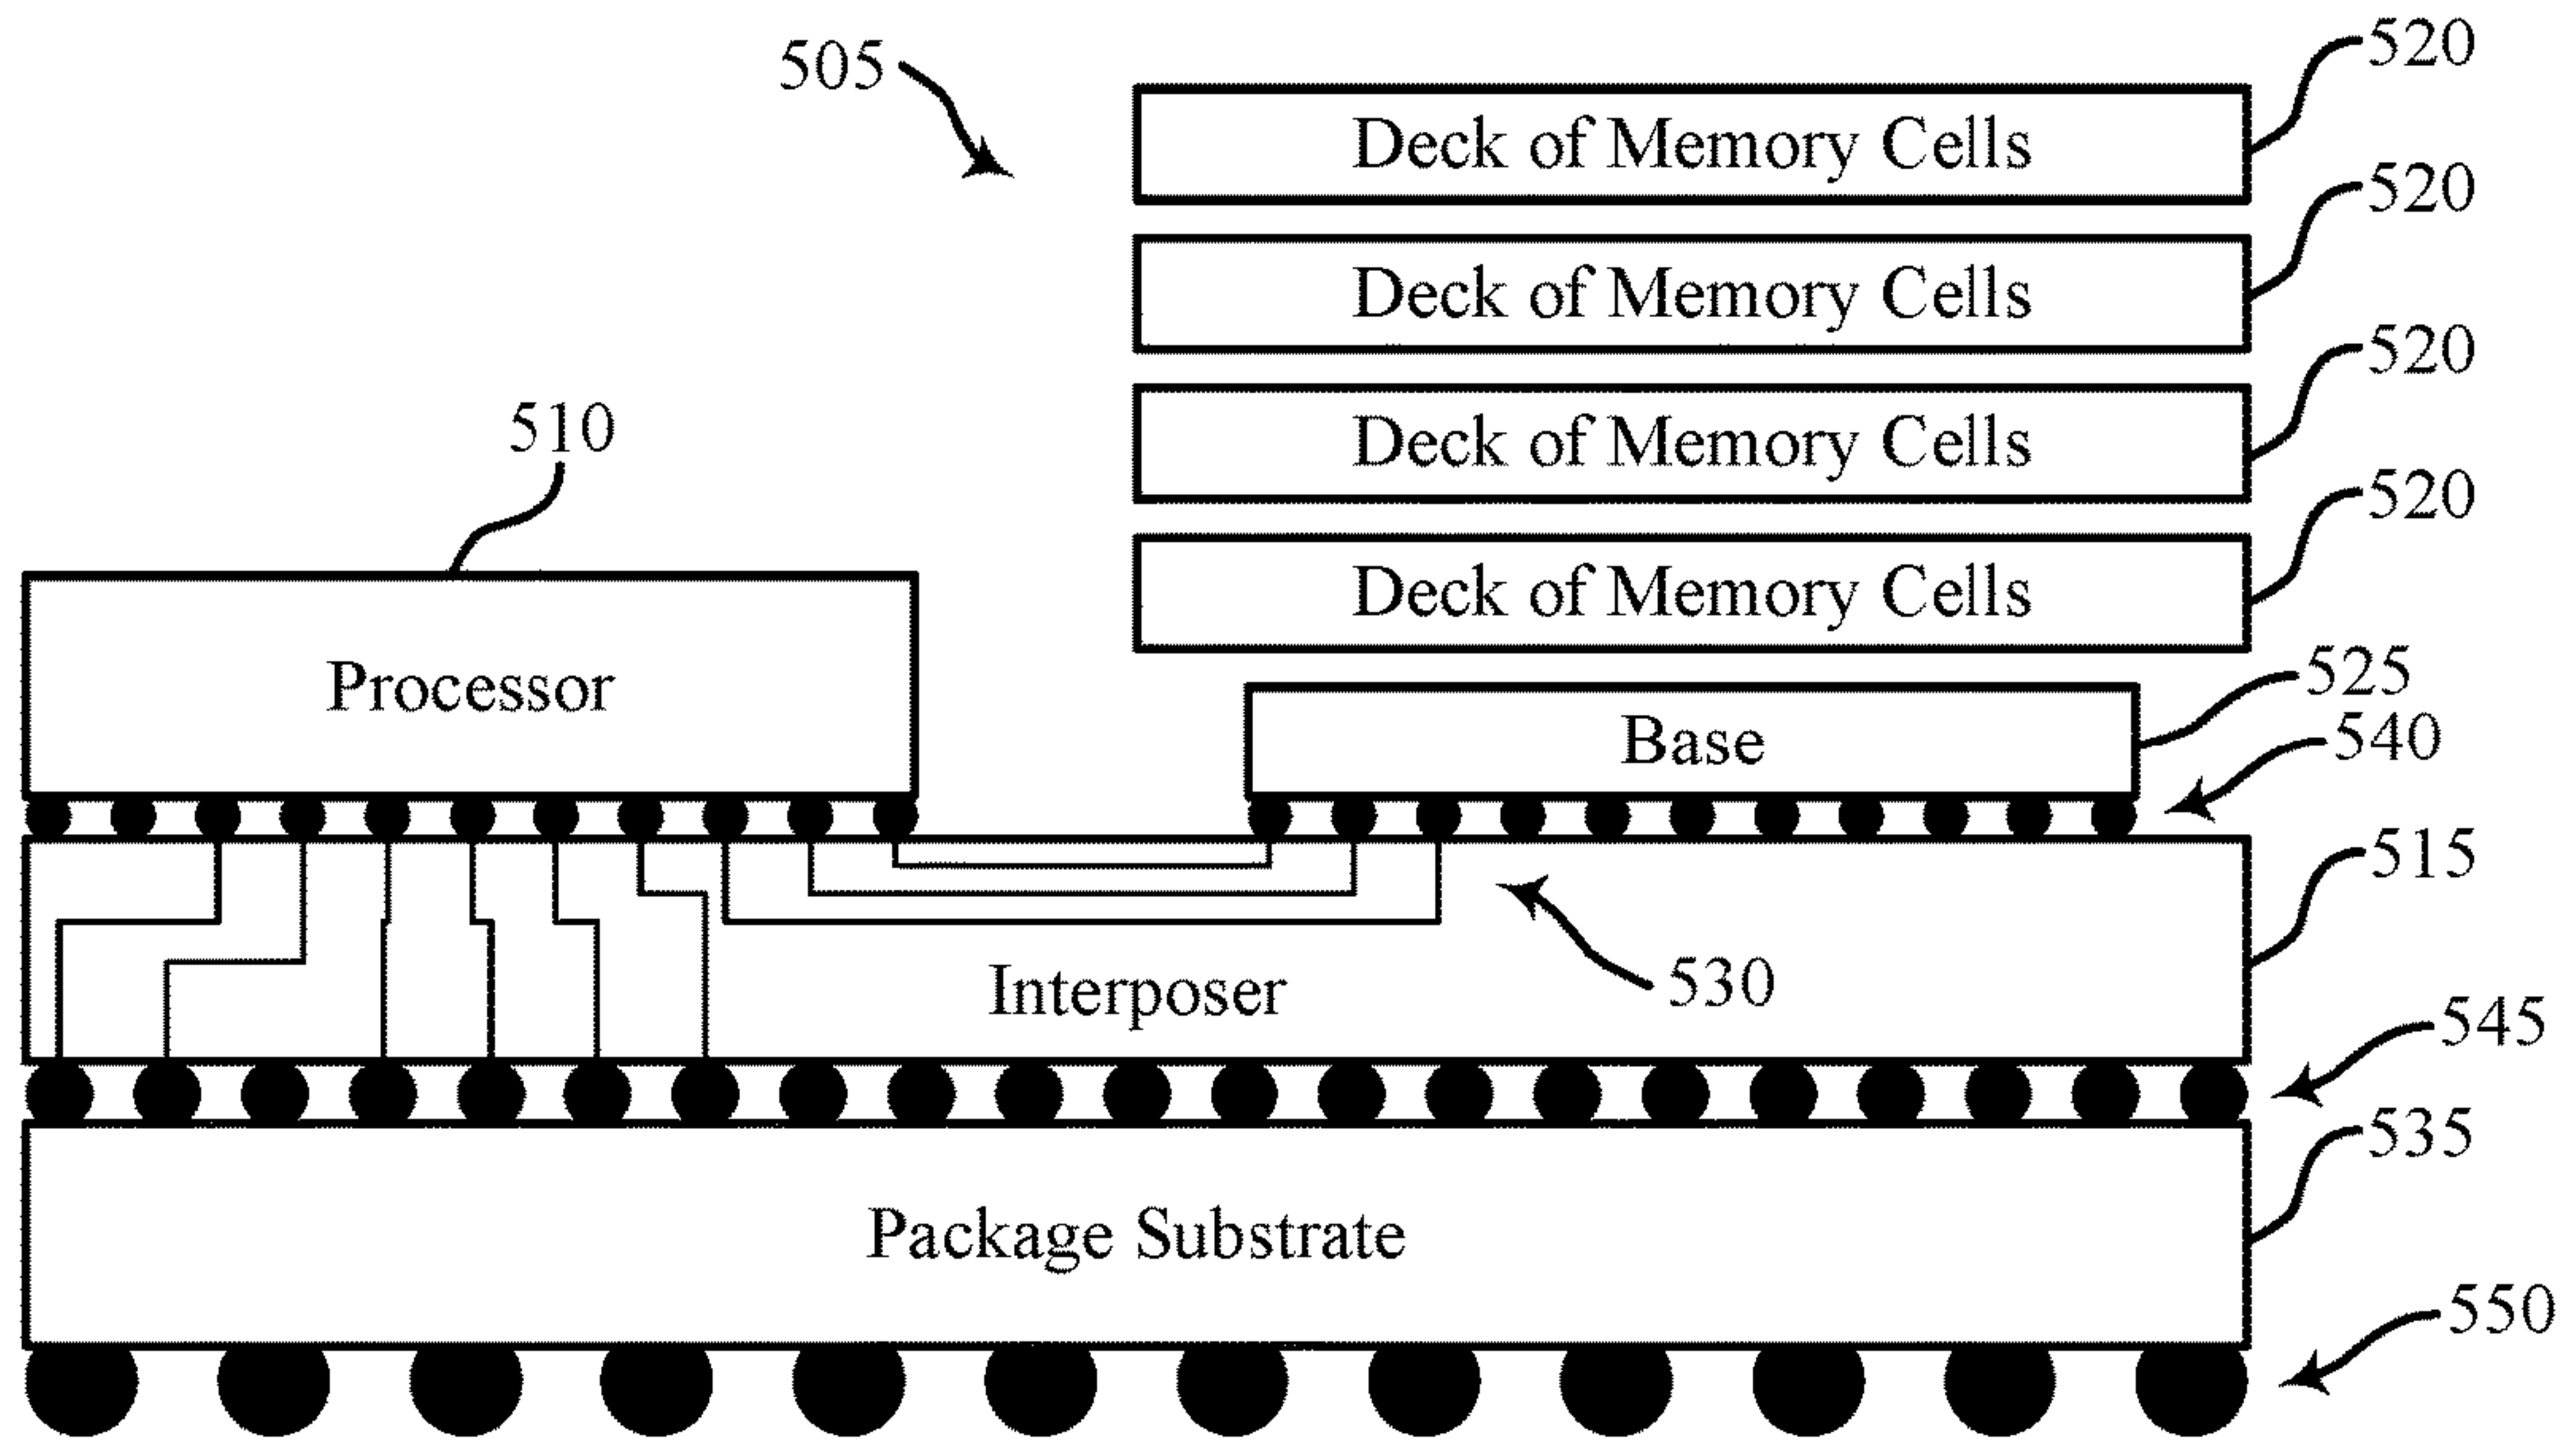 505
520
Deck of Memory Cells
520
Deck of Memory Cells
520
Deck of Memory Cells
510
520
Deck of Memory Cells
Processor
525
Base
540
515
530
Interposer
545
535
Package Substrate
550